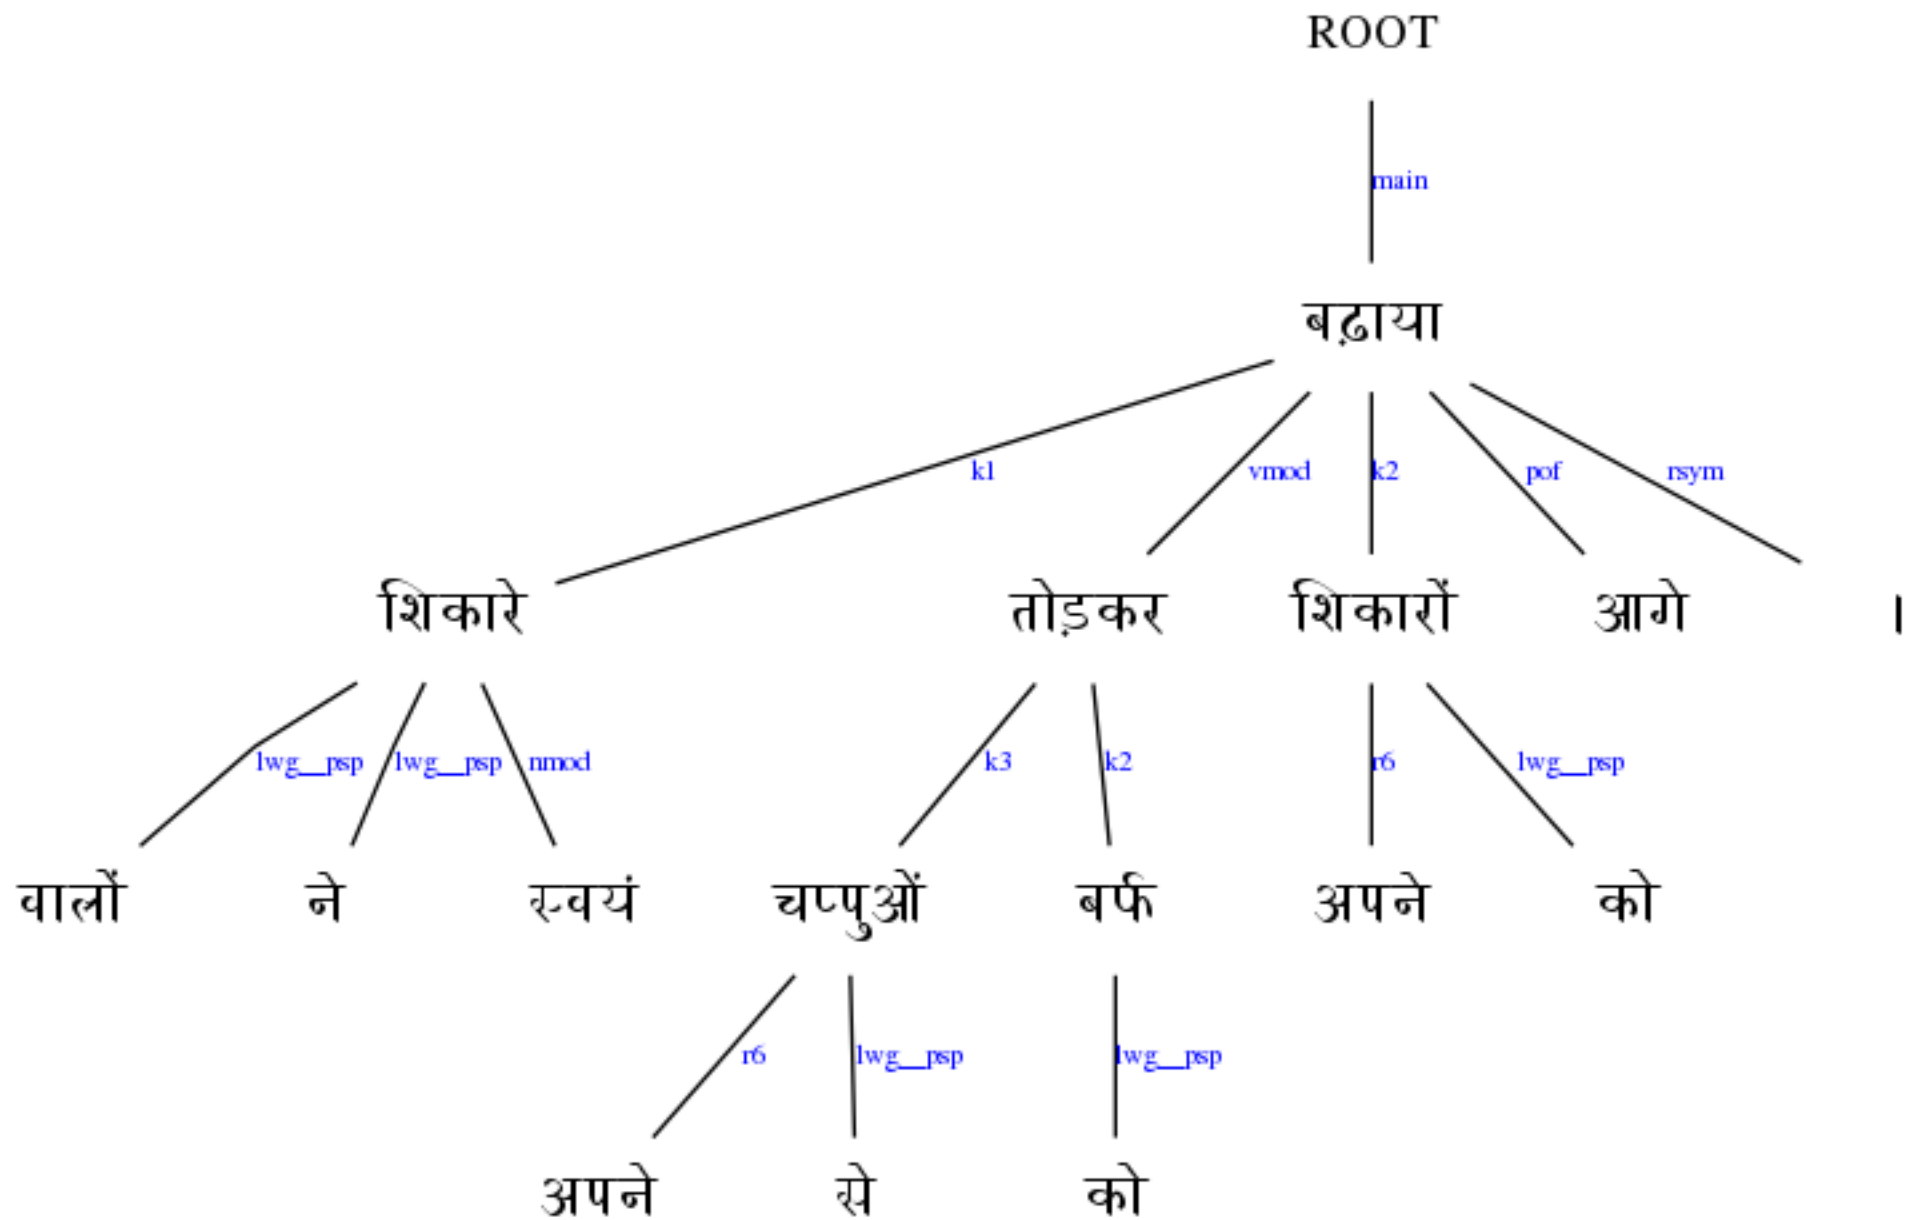 ROOT
main
बढ़ाया
k1 vmod k2 pof rsym
शिकारे तोड़कर शिकारों आगे ।
lwg__psp lwg__psp nmod k3 k2 r6 lwg__psp
वालों ने स्वयं चप्पुओं बर्फ अपने को
r6 lwg__psp lwg__psp
अपने से को